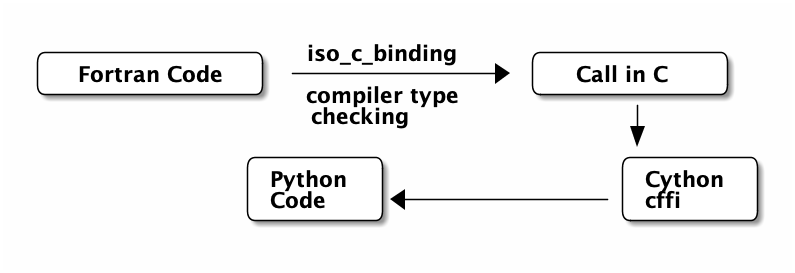 Fortran Code
iso_c_binding
compiler type
checking
Call in C
Cython
cffi
Python
Code